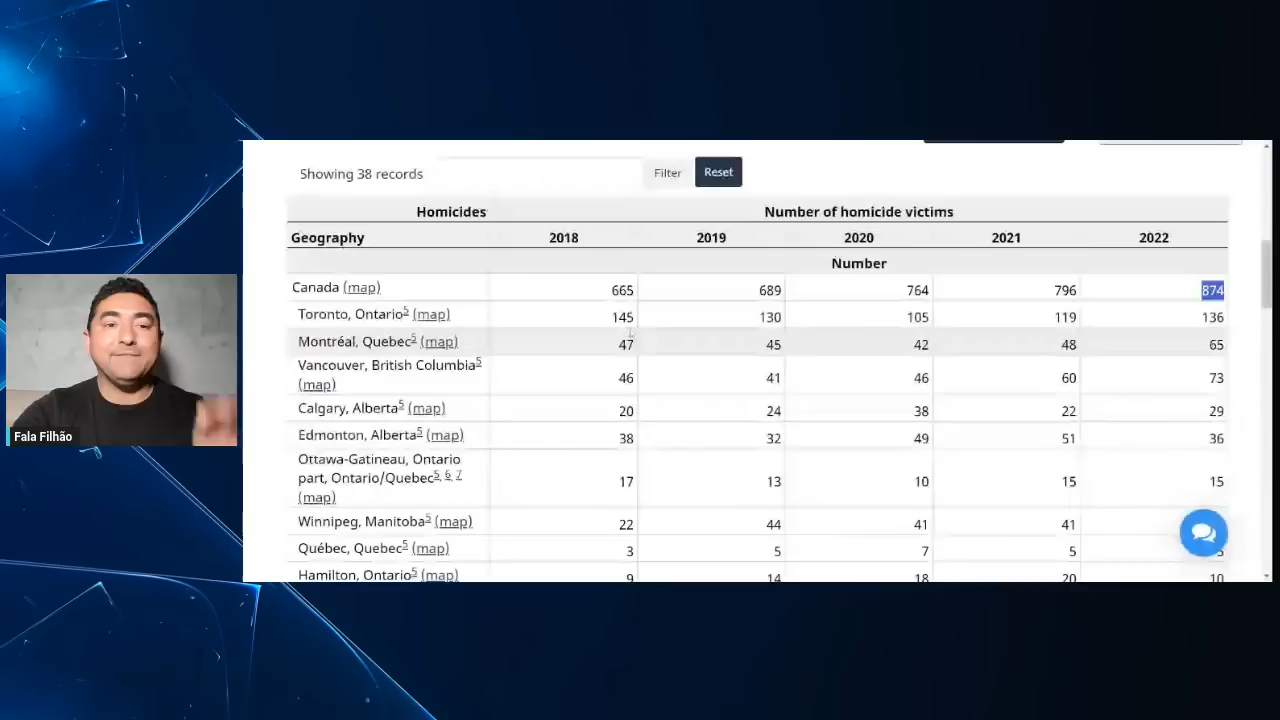 Showing 38 records
Filter
Reset
Homicides Number of homicide victims
Geography 2018 2019 2020 2021 2022
Number
Canada (map) 665 689 764 796 874
Toronto, Ontario5 (map) 145 130 105 119 136
Montréal, Quebec5 (map) 47 45 42 48 65
Vancouver, British Columbia5
(map) 46 41 46 60 73
Calgary, Alberta5 (map) 20 24 38 22 29
Edmonton, Alberta5 (map) 38 32 49 51 36
Ottawa-Gatineau, Ontario
part, Ontario/Quebec5, 6, 7 17 13 10 15 15
(map)
Winnipeg, Manitoba5 (map) 22 44 41 41
Québec, Quebec5 (map) 3 5 7 5 5
Hamilton, Ontario5 (map) 9 14 18 20 10
Fala Filhão